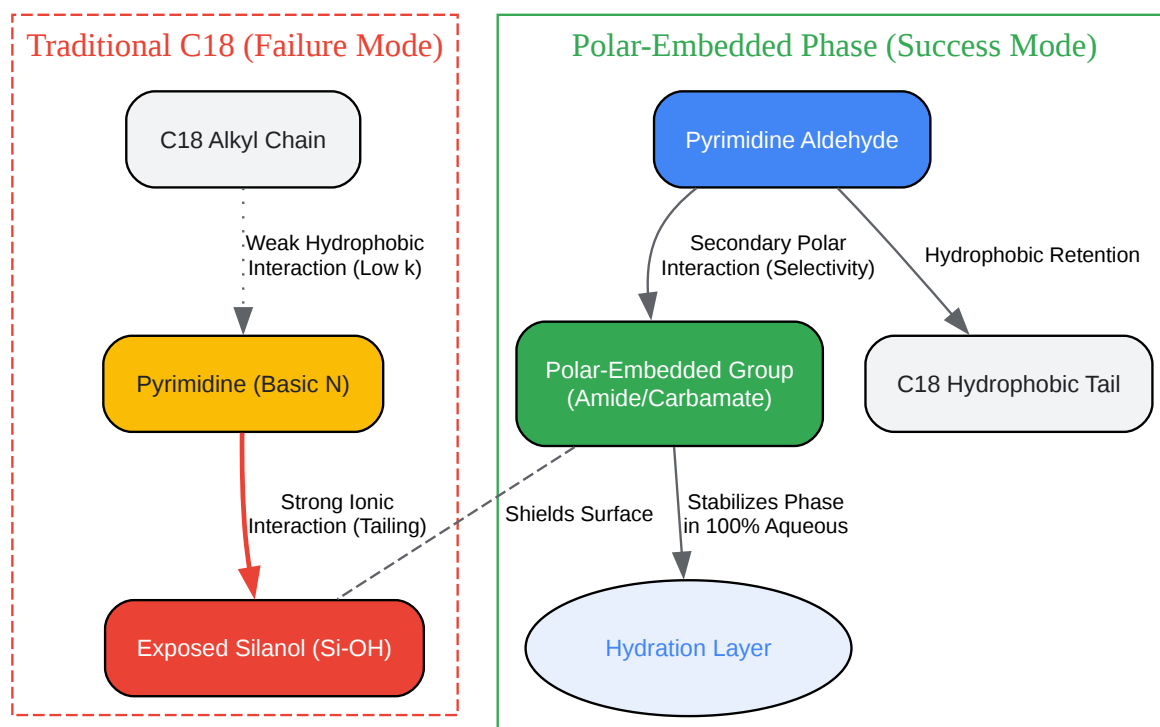 Traditional C18 (Failure Mode)
C18 Alkyl Chain
Weak Hydrophobic
Interaction (Low k)
Pyrimidine (Basic N)
Strong Ionic
Interaction (Tailing)
Exposed Silanol (Si-OH)
Polar-Embedded Phase (Success Mode)
Pyrimidine Aldehyde
Secondary Polar
Interaction (Selectivity)
Hydrophobic Retention
Polar-Embedded Group
(Amide/Carbamate)
C18 Hydrophobic Tail
Shields Surface
Stabilizes Phase
in 100% Aqueous
Hydration Layer